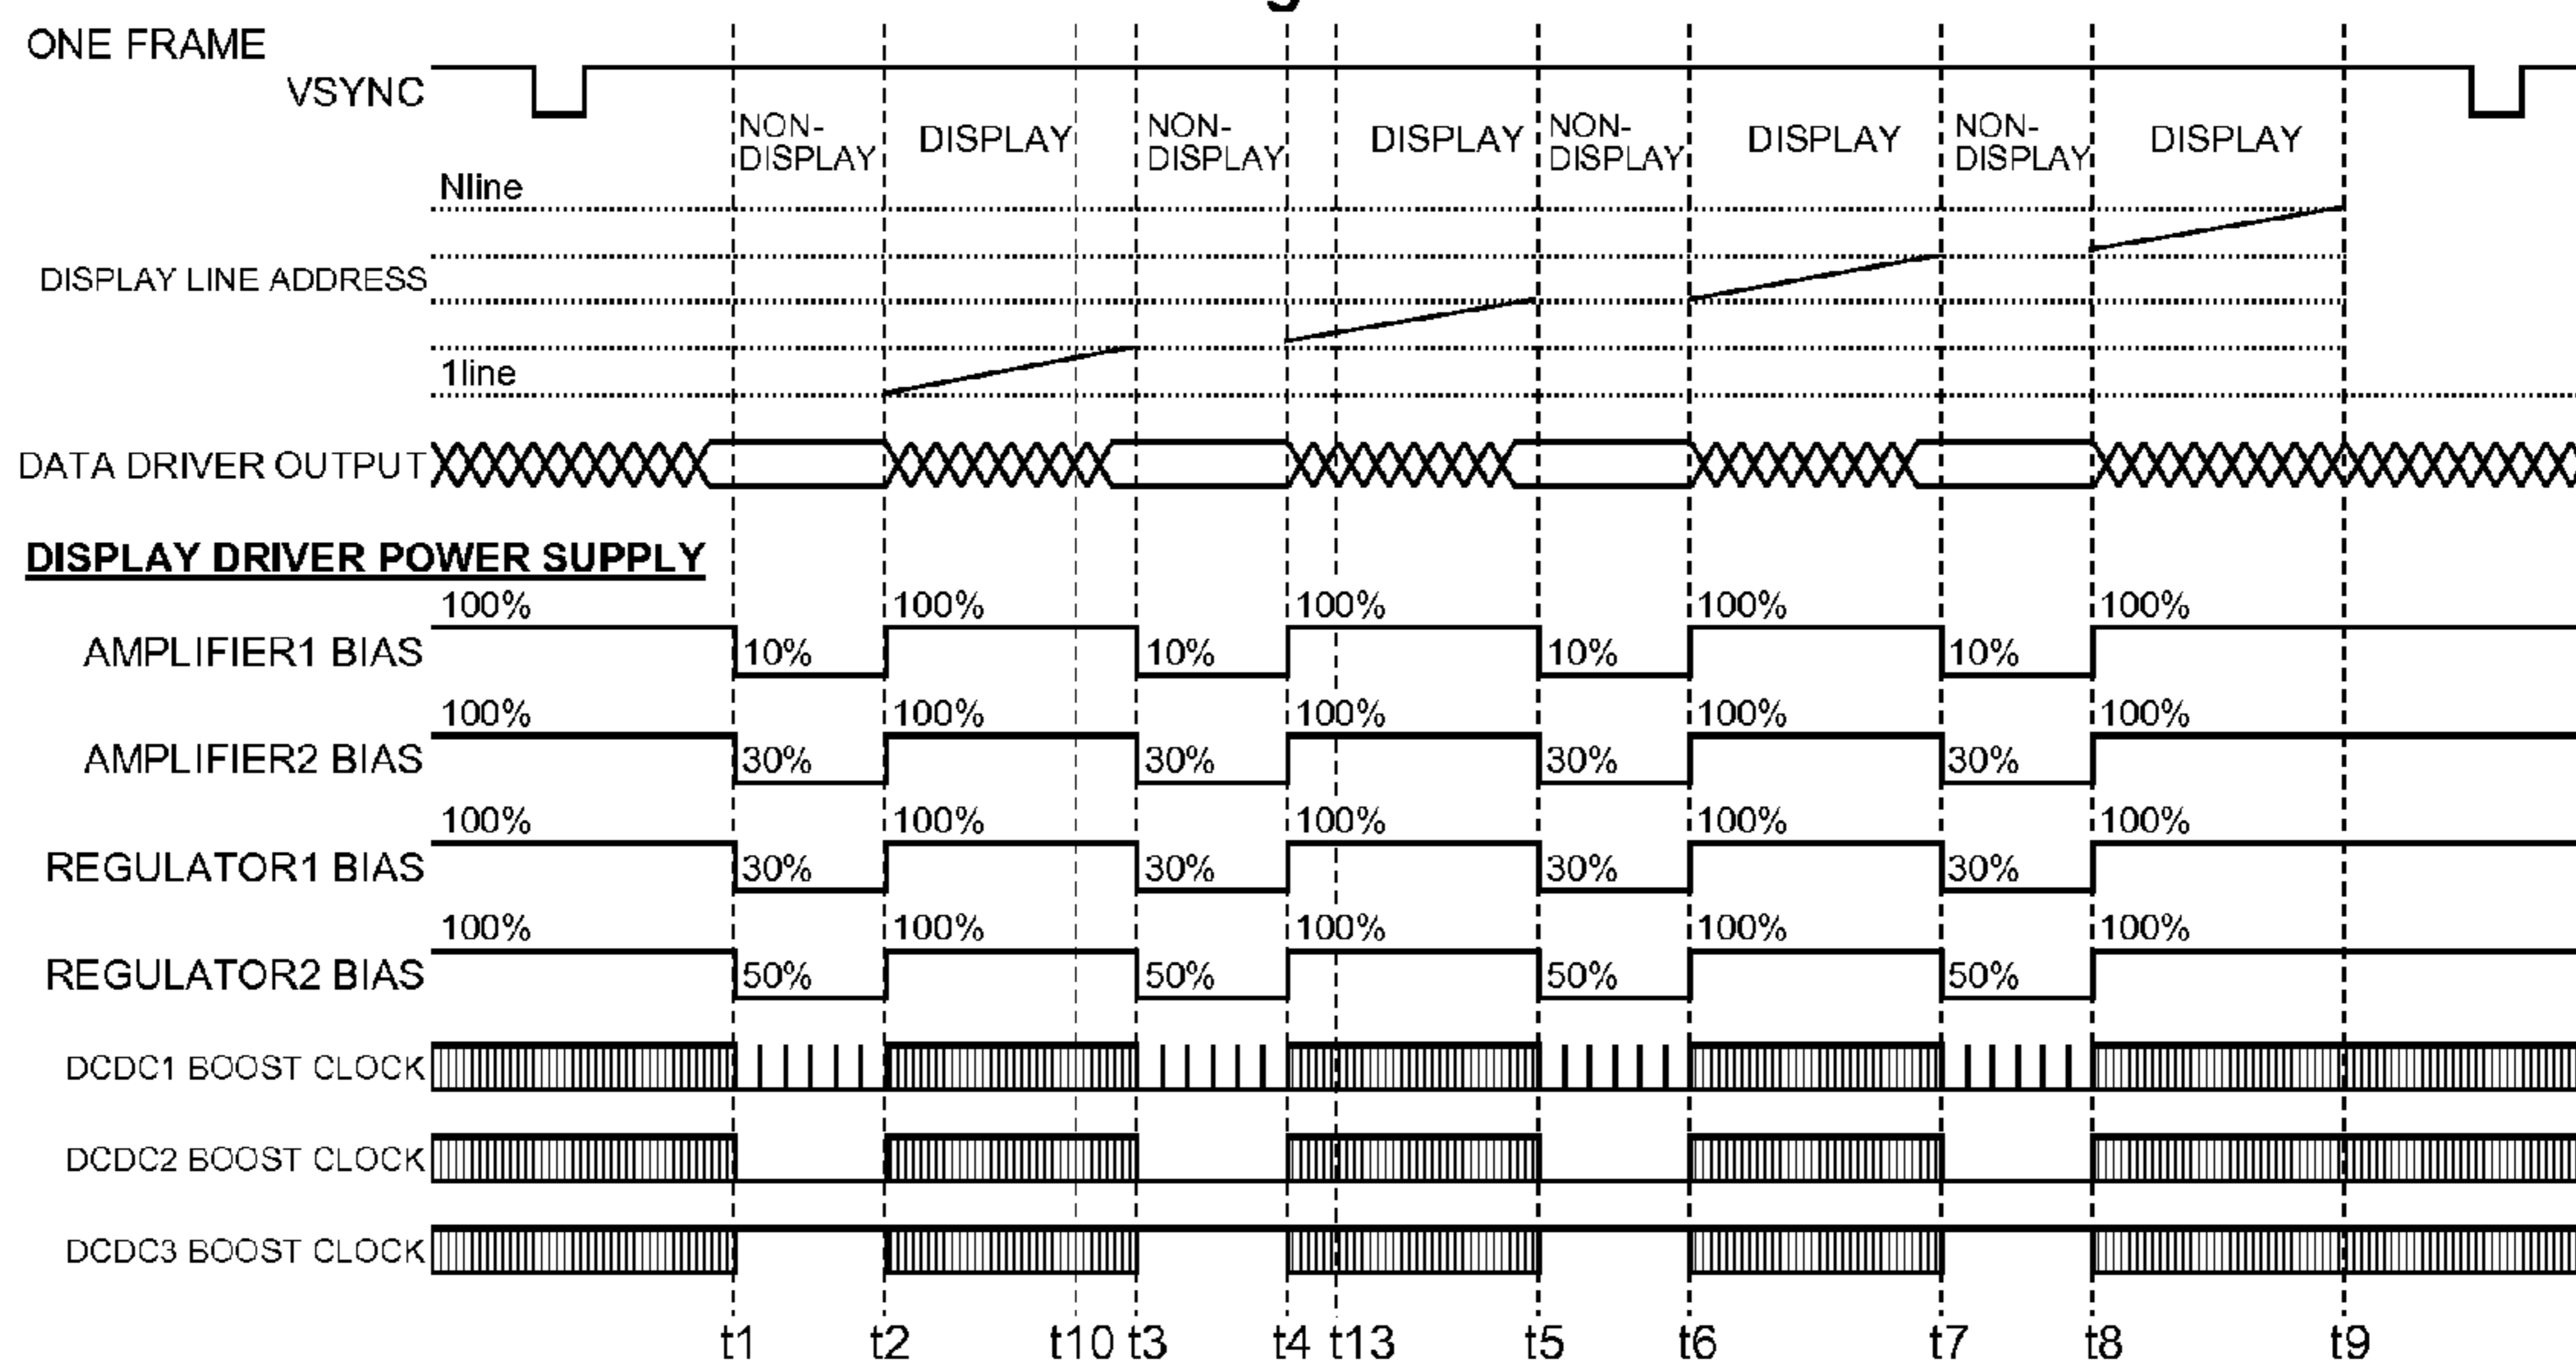 ONE FRAME
VSYNC
NON-DISPLAY DISPLAY NON-DISPLAY DISPLAY NON-DISPLAY DISPLAY NON-DISPLAY DISPLAY
Nline
DISPLAY LINE ADDRESS
1line
DATA DRIVER OUTPUT
DISPLAY DRIVER POWER SUPPLY
100% 100% 100% 100% 100%
AMPLIFIER1 BIAS 10% 10% 10% 10%
100% 100% 100% 100% 100%
AMPLIFIER2 BIAS 30% 30% 30% 30%
100% 100% 100% 100% 100%
REGULATOR1 BIAS 30% 30% 30% 30%
100% 100% 100% 100% 100%
REGULATOR2 BIAS 50% 50% 50% 50%
DCDC1 BOOST CLOCK
DCDC2 BOOST CLOCK
DCDC3 BOOST CLOCK
t1 t2 t10 t3 t4 t13 t5 t6 t7 t8 t9